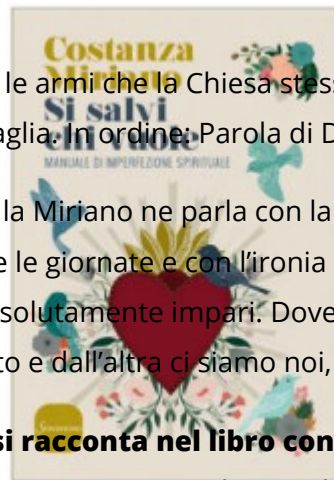 Costanza
Miriano
Si salvi
chi vuole
MANUALE DI IMPERFEZIONE SPIRITUALE
le armi che la Chiesa stess
aglia. In ordine: Parola di D
la Miriano ne parla con la
e le giornate e con l'ironia
solutamente impari. Dove
to e dall'altra ci siamo noi,
si racconta nel libro con